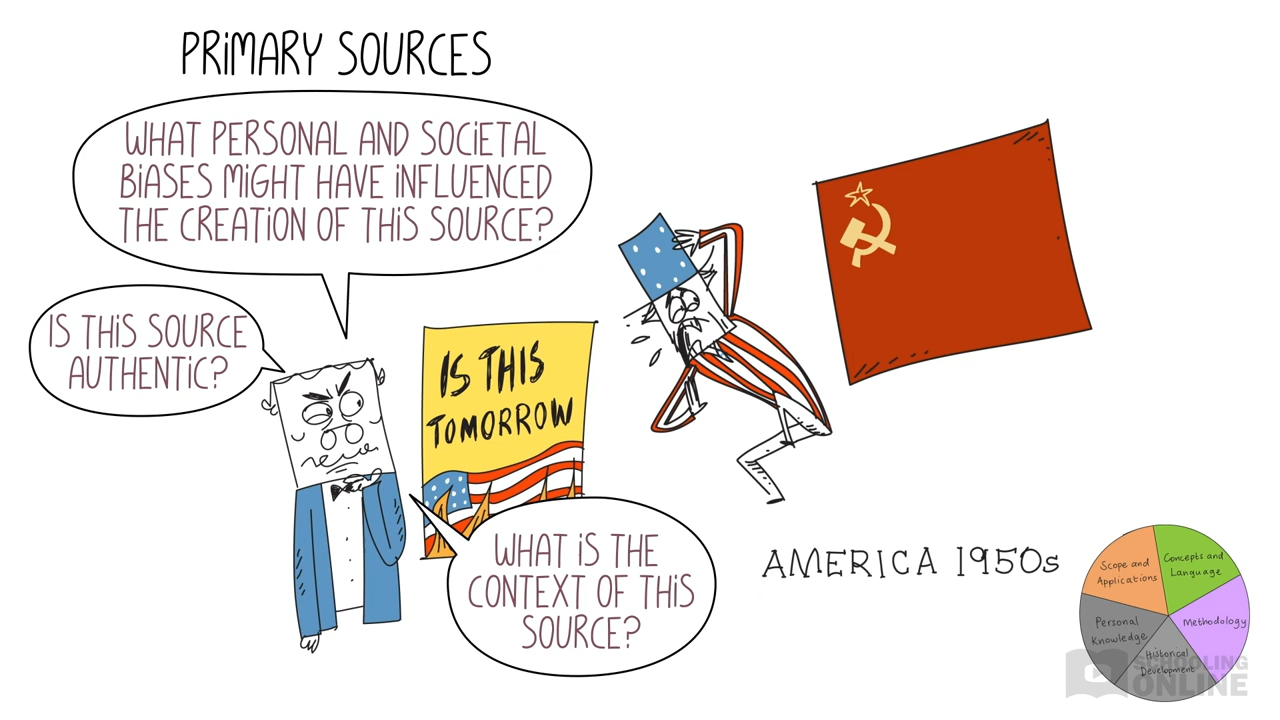 PRIMARY SOURCES
WHAT PERSONAL AND SOCIETAL
BIASES MIGHT HAVE INFLUENCED
THE CREATION OF THIS SOURCE?
IS THIS SOURCE
AUTHENTIC?
IS THIS
TOMORROW
WHAT IS THE
CONTEXT OF THIS
SOURCE?
AMERICA 1950s
Scope and
Applications
Concepts and
Language
Methodology
Personal
Knowledge
Historical
Development
SCHOOLING
ONLINE